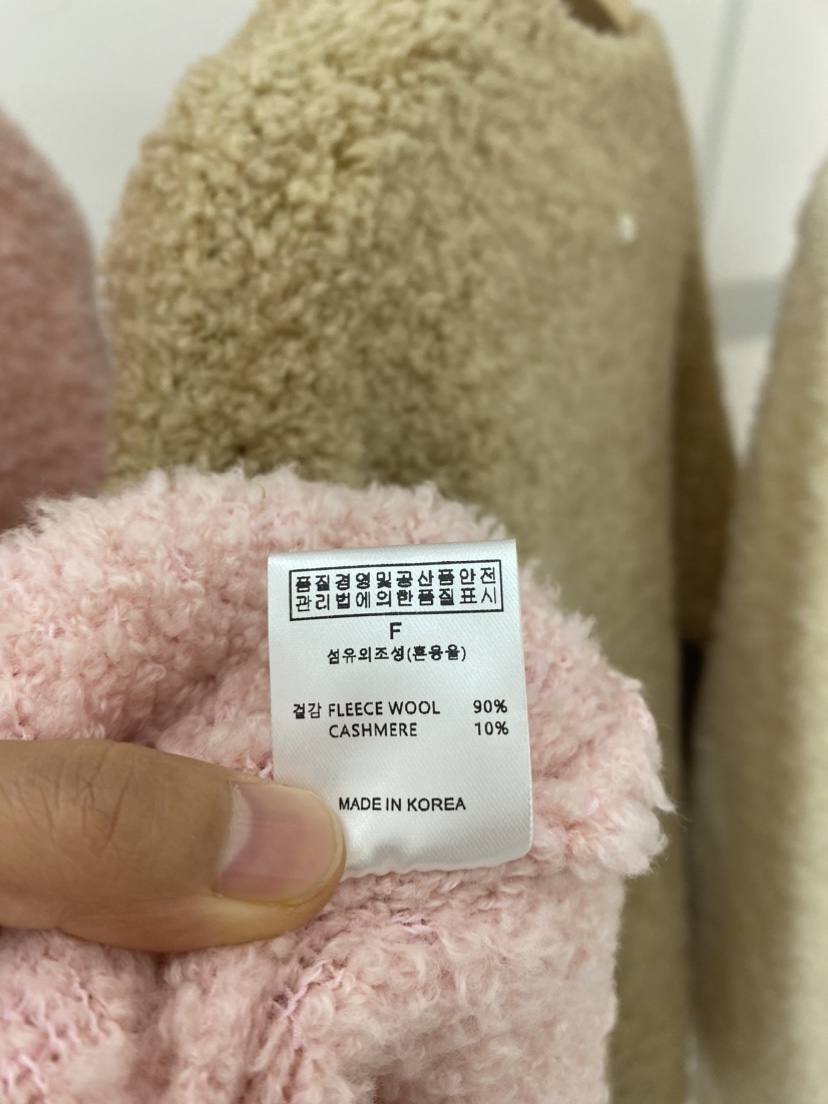 품질경영및공산품안전
관리법에의한품질표시
F
섬유외조성(혼용율)
겉감 FLEECE WOOL 90%
CASHMERE 10%
MADE IN KOREA